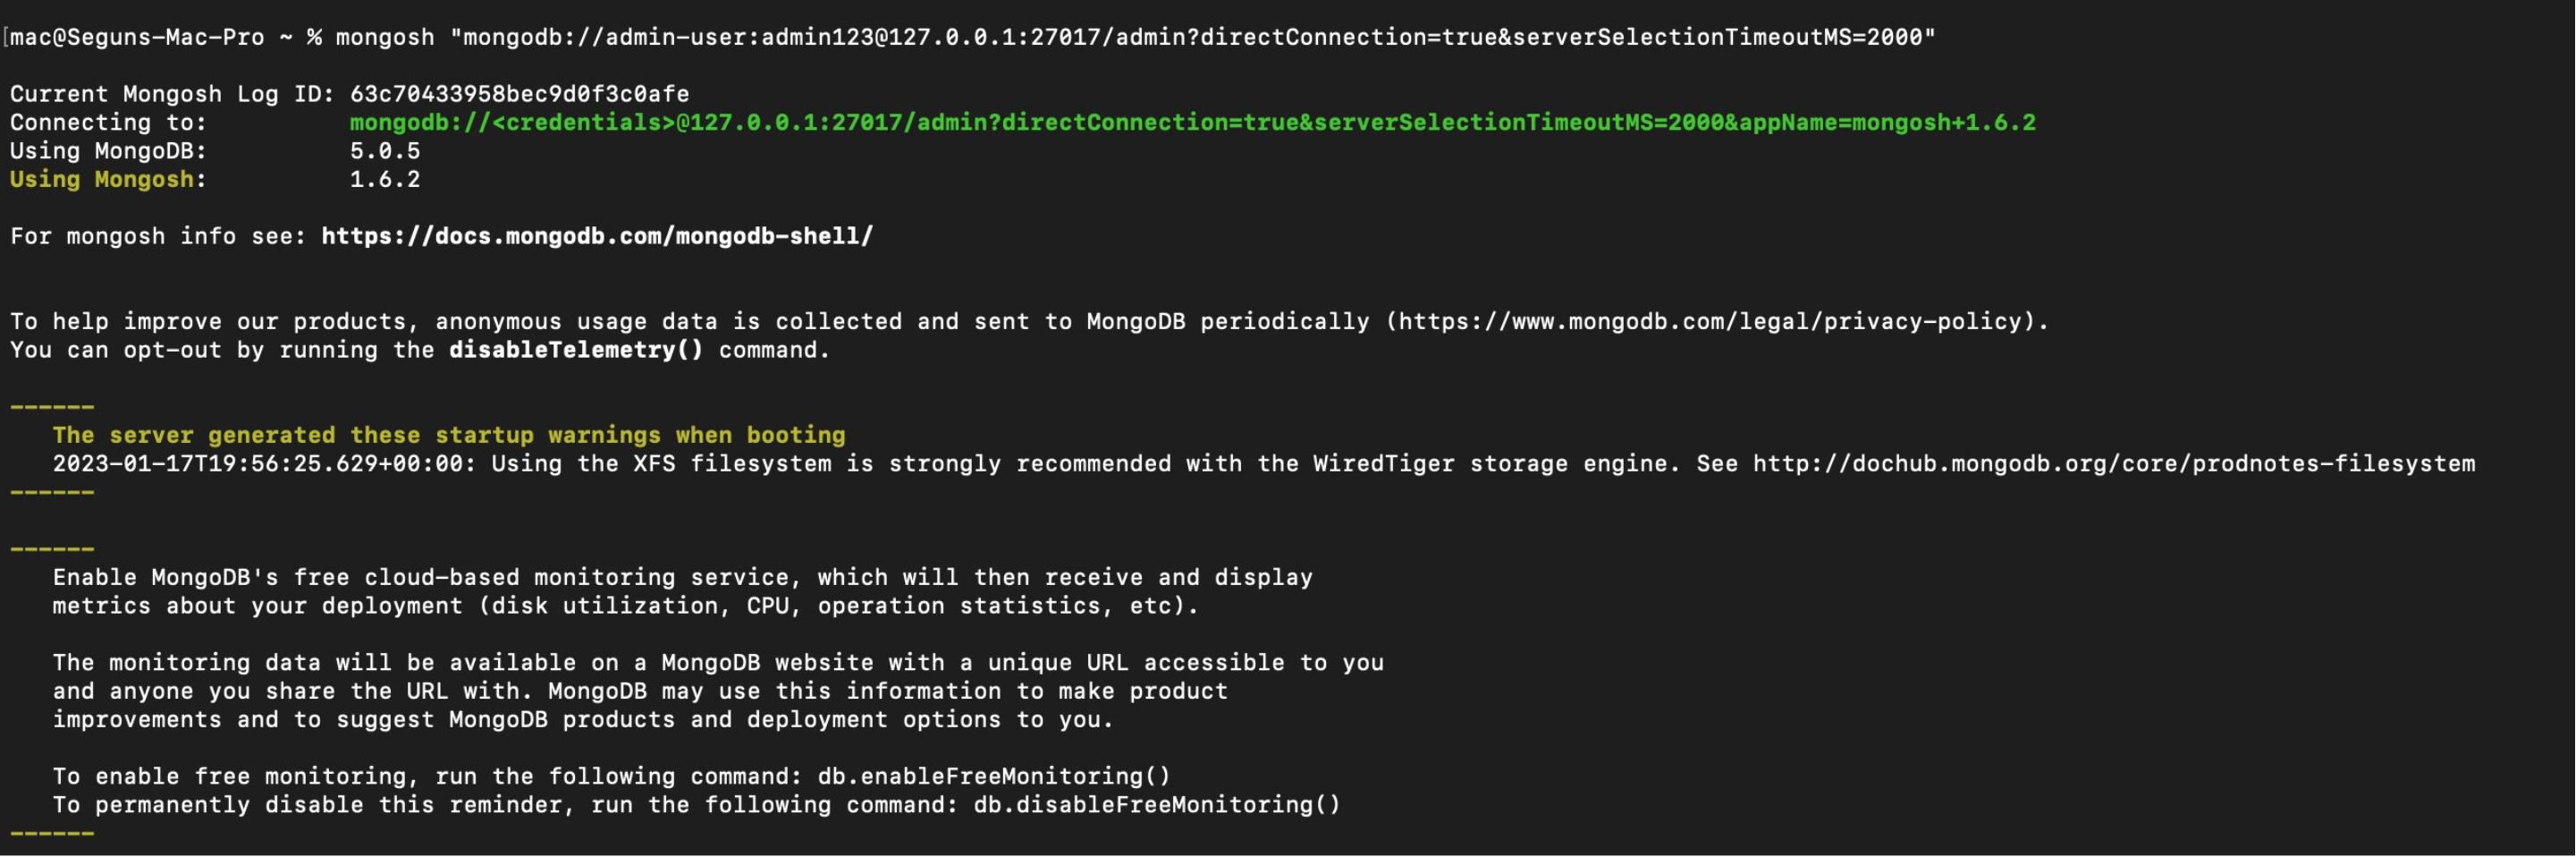 [mac@Seguns-Mac-Pro ~ % mongosh "mongodb://admin-user:admin123@127.0.0.1:27017/admin?directConnection=true&serverSelectionTimeoutMS=2000"
Current Mongosh Log ID: 63c70433958bec9d0f3c0afe
Connecting to: mongodb://<credentials>@127.0.0.1:27017/admin?directConnection=true&serverSelectionTimeoutMS=2000&appName=mongosh+1.6.2
Using MongoDB: 5.0.5
Using Mongosh: 1.6.2
For mongosh info see: https://docs.mongodb.com/mongodb-shell/
To help improve our products, anonymous usage data is collected and sent to MongoDB periodically (https://www.mongodb.com/legal/privacy-policy).
You can opt-out by running the disableTelemetry() command.
------
The server generated these startup warnings when booting
2023-01-17T19:56:25.629+00:00: Using the XFS filesystem is strongly recommended with the WiredTiger storage engine. See http://dochub.mongodb.org/core/prodnotes-filesystem
------
------
Enable MongoDB's free cloud-based monitoring service, which will then receive and display
metrics about your deployment (disk utilization, CPU, operation statistics, etc).
The monitoring data will be available on a MongoDB website with a unique URL accessible to you
and anyone you share the URL with. MongoDB may use this information to make product
improvements and to suggest MongoDB products and deployment options to you.
To enable free monitoring, run the following command: db.enableFreeMonitoring()
To permanently disable this reminder, run the following command: db.disableFreeMonitoring()
------